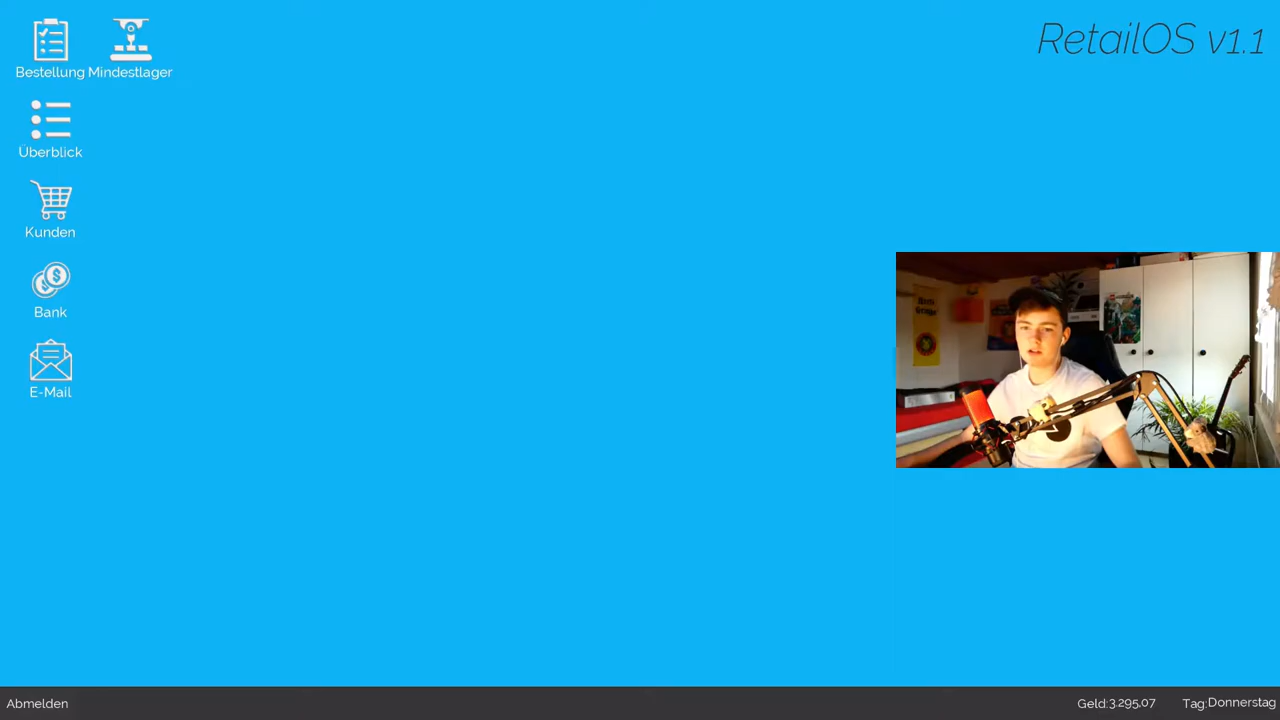 RetailOS v1.1
Bestellung
Mindestlager
Überblick
Kunden
Bank
E-Mail
Abmelden
Geld:3.295,07
Tag:Donnerstag